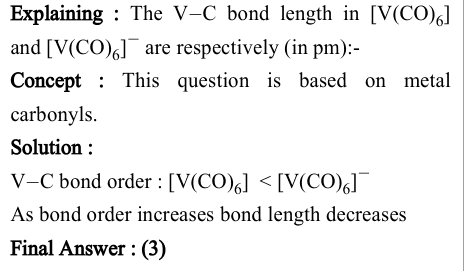 Explaining : The V–C bond length in [V(CO)₆]
and [V(CO)₆]⁻ are respectively (in pm):-
Concept : This question is based on metal
carbonyls.
Solution :
V–C bond order : [V(CO)₆] < [V(CO)₆]⁻
As bond order increases bond length decreases
Final Answer : (3)